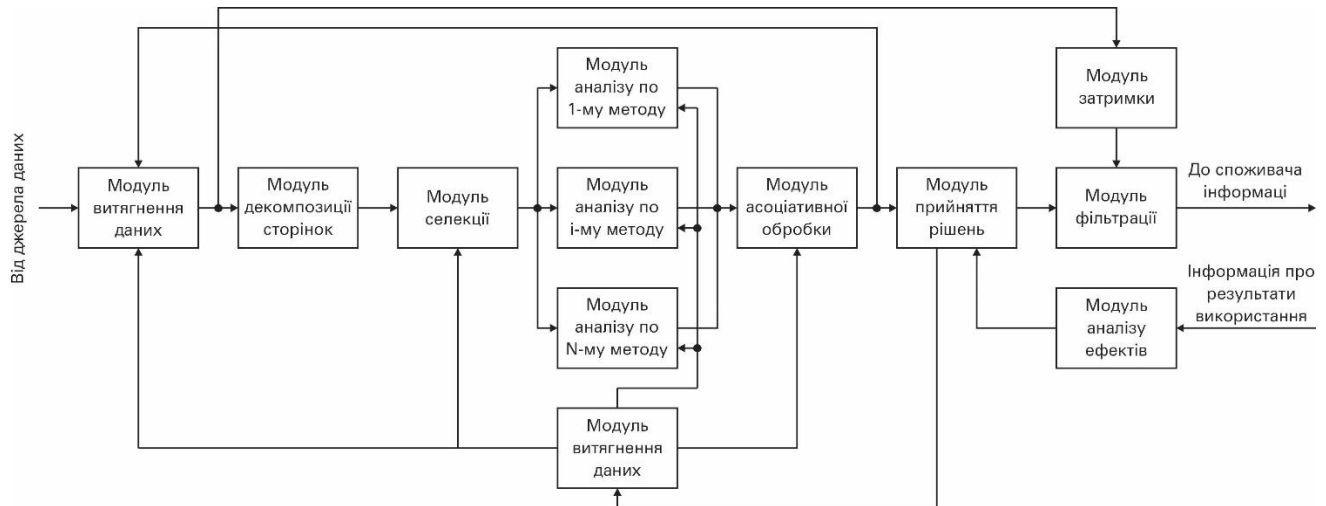 Модуль
затримки
Від джерела даних
Модуль
витягнення
даних
Модуль
декомпозиції
сторінок
Модуль
селекції
Модуль
аналізу по
1-му методу
Модуль
аналізу по
i-му методу
Модуль
аналізу по
N-му методу
Модуль
асоціативної
обробки
Модуль
прийняття
рішень
Модуль
фільтрації
До споживача
інформаці
Модуль
аналізу
ефектів
Інформація про
результати
використання
Модуль
витягнення
даних